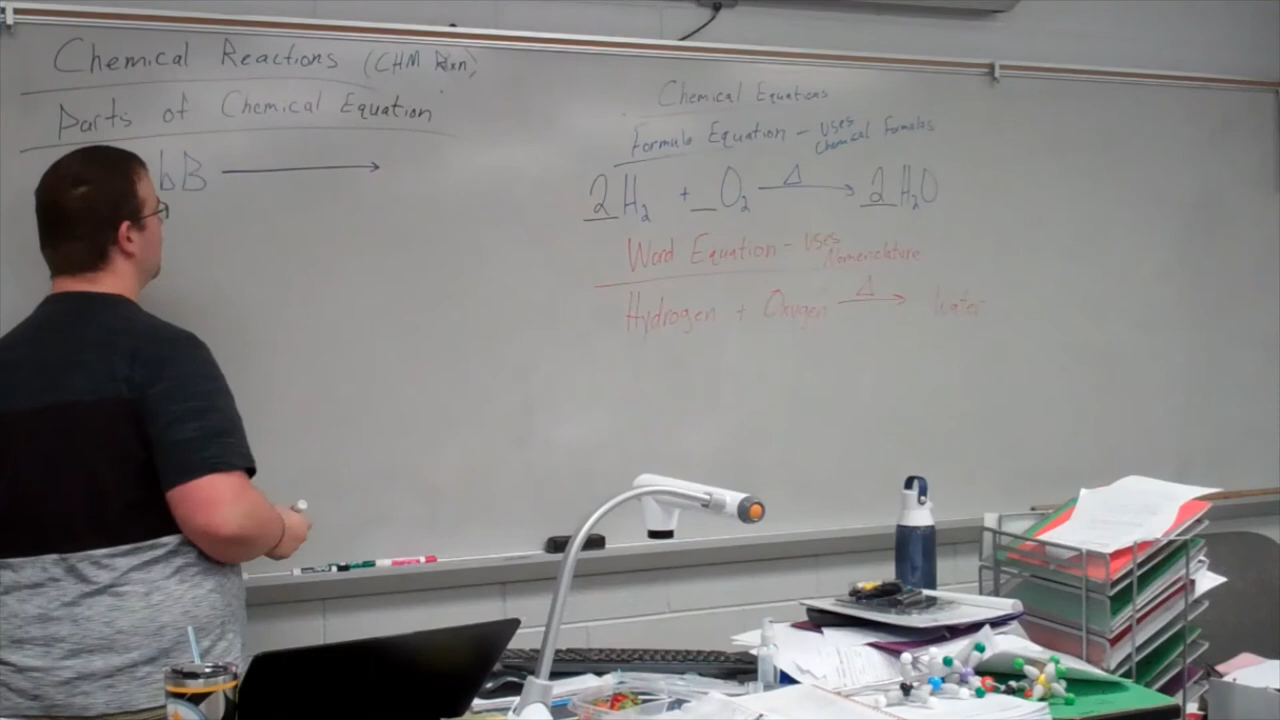 Chemical Reactions (CHM Rxn)
Parts of Chemical Equation
bB ⟶
Chemical Equations
Formula Equation - uses Chemical Formulas
2 H₂ + _ O₂ —Δ→ 2 H₂O
Word Equation - uses Nomenclature
Hydrogen + Oxygen —Δ→ Water